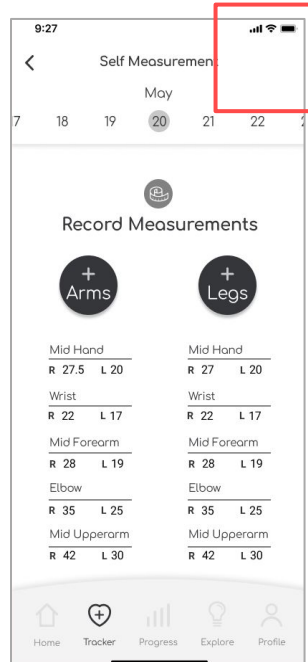 9:27
Self Measurement
May
7 18 19 20 21 22
Record Measurements
+ Arms
+ Legs
Mid Hand Mid Hand
R 27.5 L 20 R 27 L 20
Wrist Wrist
R 22 L 17 R 22 L 17
Mid Forearm Mid Forearm
R 28 L 19 R 28 L 19
Elbow Elbow
R 35 L 25 R 35 L 25
Mid Upperarm Mid Upperarm
R 42 L 30 R 42 L 30
Home Tracker Progress Explore Profile